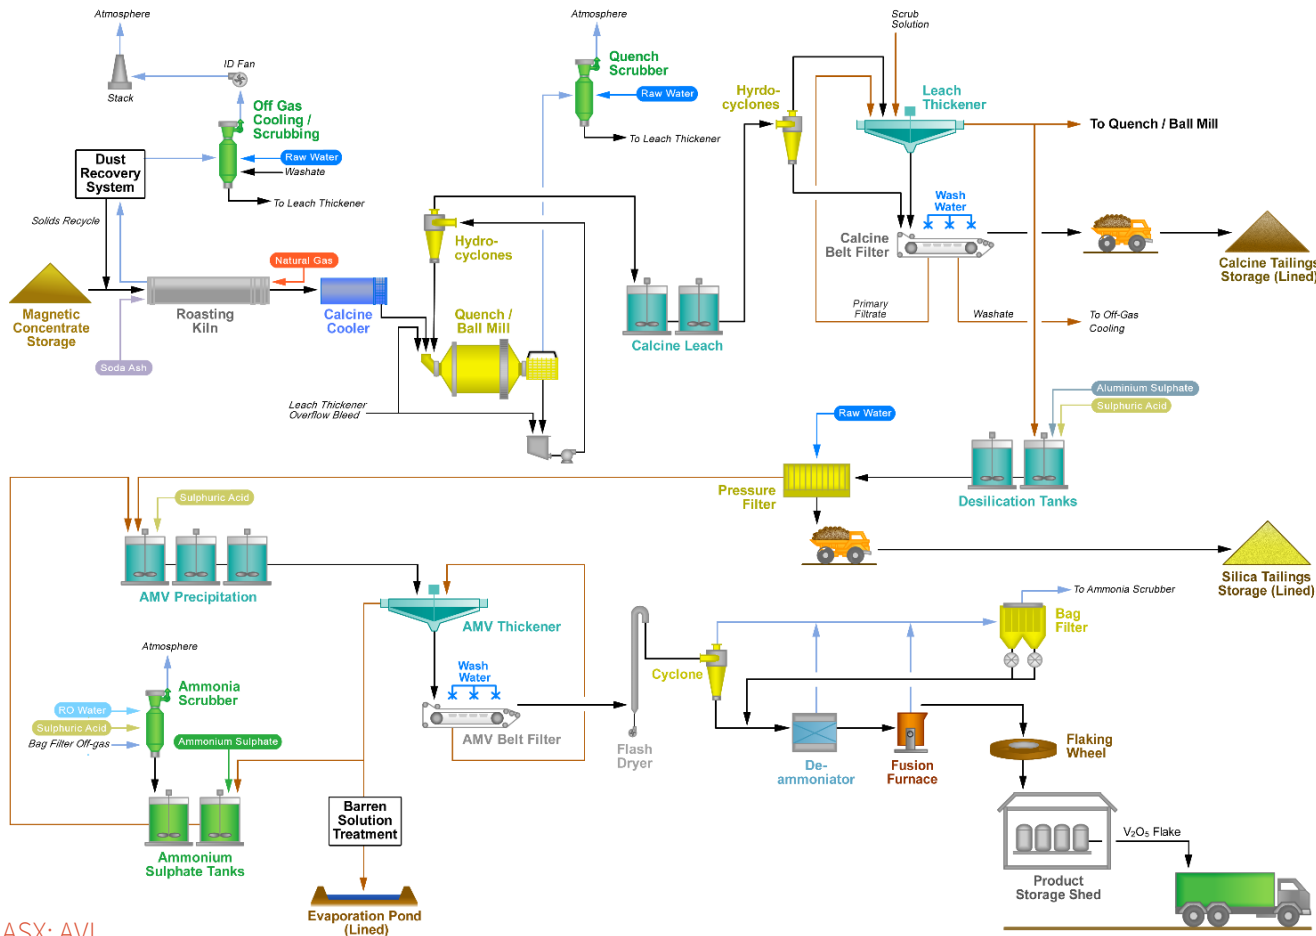 Atmosphere
ID Fan
Stack
Off Gas
Cooling /
Scrubbing
Raw Water
Washate
To Leach Thickener
Dust
Recovery
System
Solids Recycle
Natural Gas
Magnetic
Concentrate
Storage
Roasting
Kiln
Soda Ash
Calcine
Cooler
Hydro-
cyclones
Quench /
Ball Mill
Leach Thickener
Overflow Bleed
Atmosphere
Quench
Scrubber
Raw Water
To Leach Thickener
Calcine Leach
Hyrdo-
cyclones
Scrub
Solution
Leach
Thickener
To Quench / Ball Mill
Wash
Water
Calcine
Belt Filter
Calcine Tailings
Storage (Lined)
Primary
Filtrate
Washate
To Off-Gas
Cooling
Aluminium Sulphate
Sulphuric Acid
Raw Water
Pressure
Filter
Desilication Tanks
Silica Tailings
Storage (Lined)
Sulphuric Acid
AMV Precipitation
AMV Thickener
Wash
Water
AMV Belt Filter
Atmosphere
Ammonia
Scrubber
RO Water
Sulphuric Acid
Bag Filter Off-gas
Ammonium Sulphate
Ammonium
Sulphate Tanks
Barren
Solution
Treatment
Evaporation Pond
(Lined)
Flash
Dryer
Cyclone
To Ammonia Scrubber
Bag
Filter
De-
ammoniator
Fusion
Furnace
Flaking
Wheel
V₂O₅ Flake
Product
Storage Shed
ASX: AVL